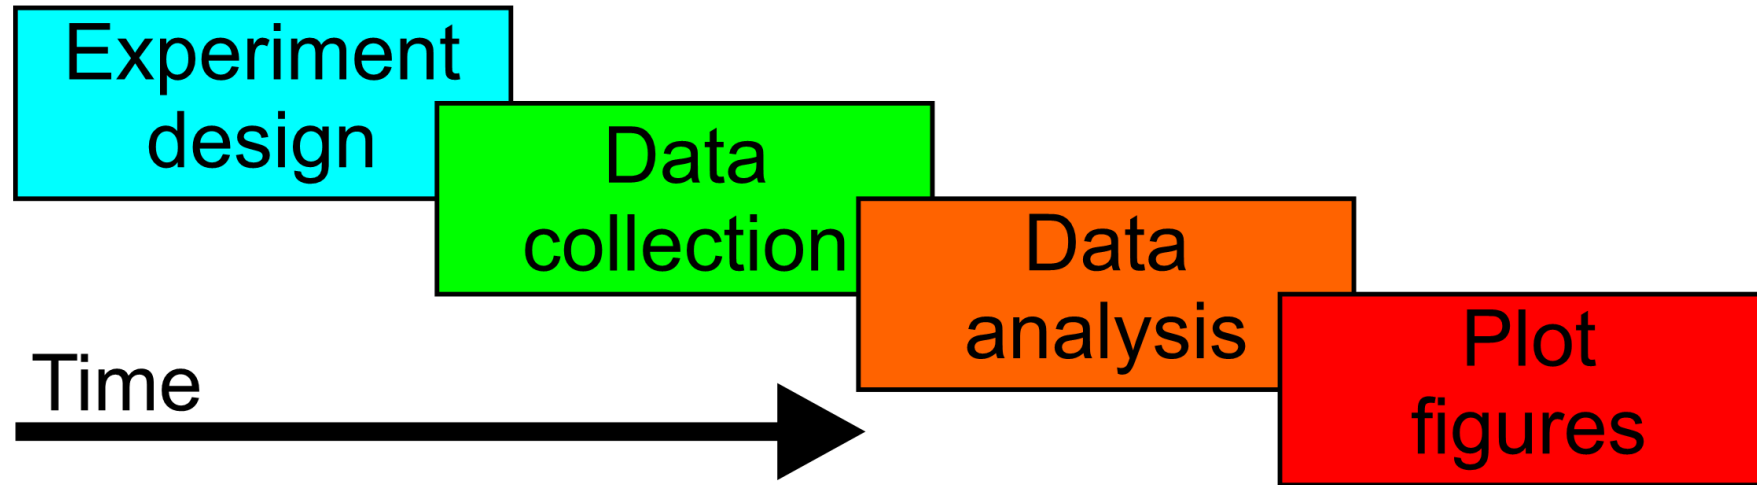 Experiment
design
Data
collection
Data
analysis
Plot
figures
Time